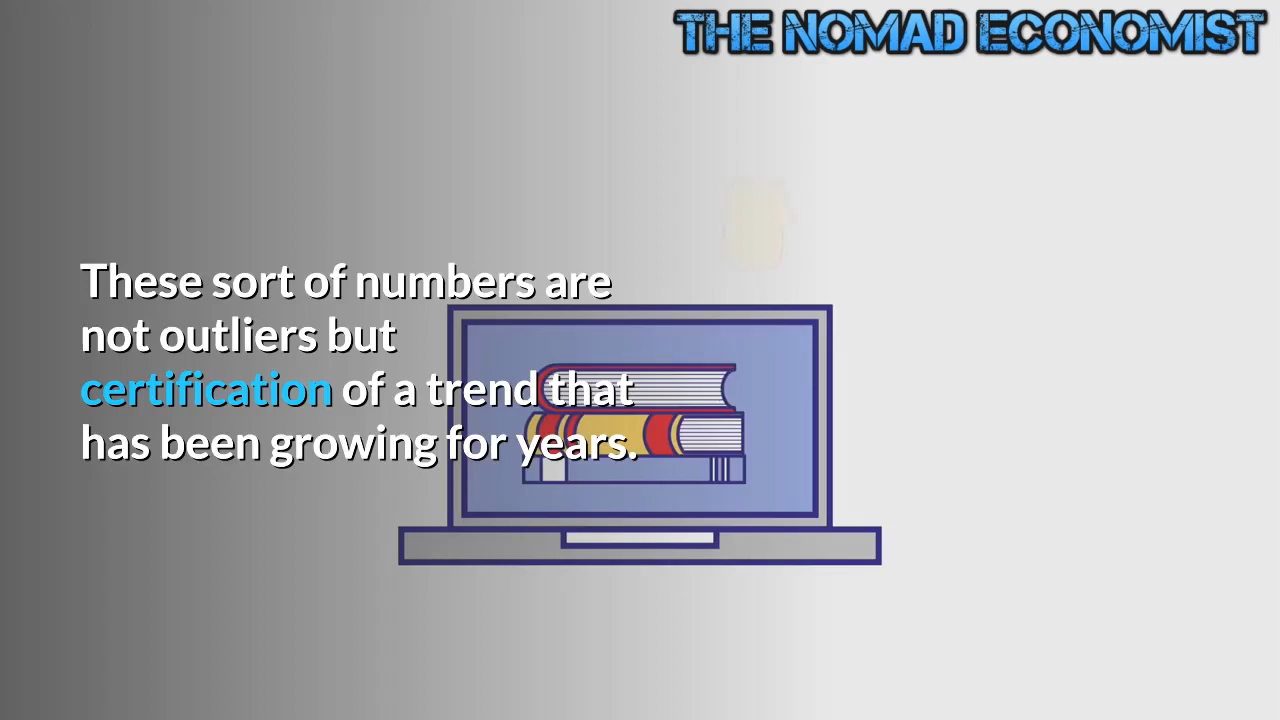 THE NOMAD ECONOMIST
These sort of numbers are
not outliers but
certification of a trend that
has been growing for years.